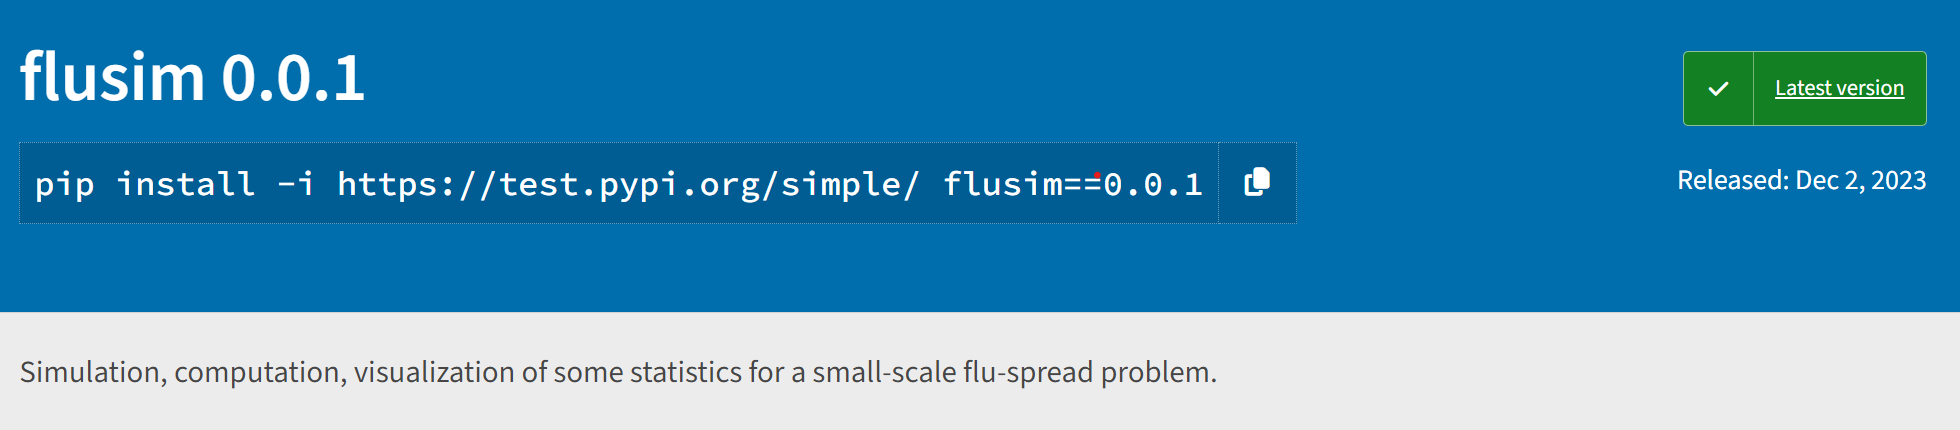 flusim 0.0.1
Latest version
pip install -i https://test.pypi.org/simple/ flusim==0.0.1
Released: Dec 2, 2023
Simulation, computation, visualization of some statistics for a small-scale flu-spread problem.